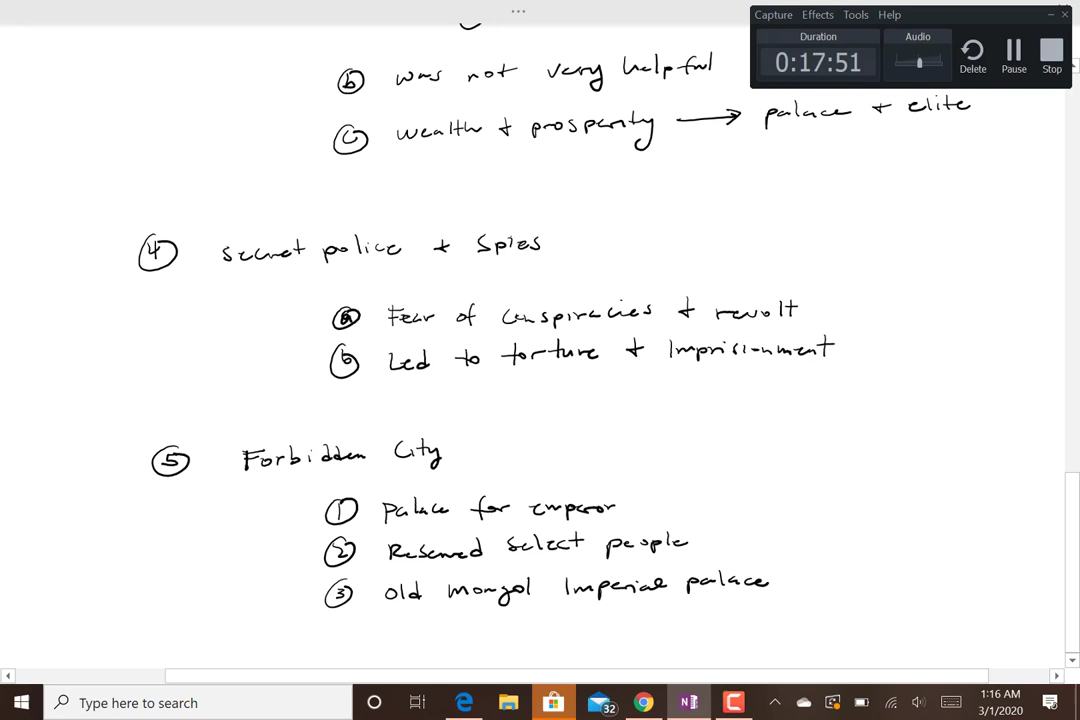 Capture Effects Tools Help
Duration
Audio
0:17:51
Delete Pause Stop
b was not very helpful
c wealth + prosperity → palace + elite
4 secret police + Spies
a Fear of conspiracies + revolt
b Led to torture + Imprisionment
5 Forbidden City
1 palace for emperor
2 Reserved select people
3 old mongol Imperial palace
Type here to search
32
N
1:16 AM
3/1/2020